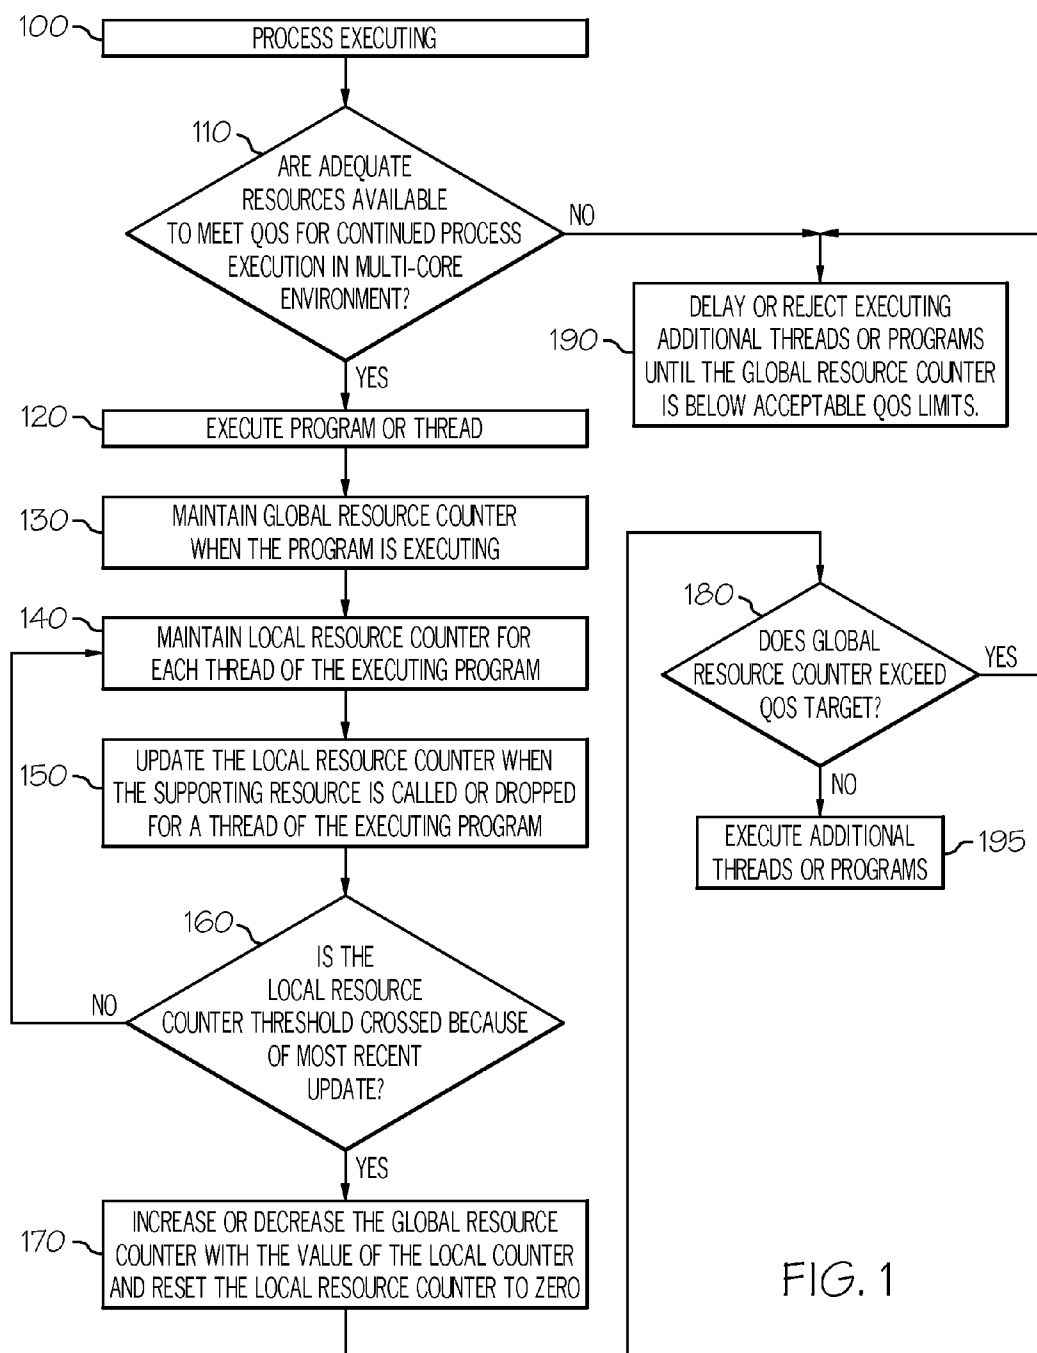 100
PROCESS EXECUTING
110
ARE ADEQUATE
RESOURCES AVAILABLE
TO MEET QOS FOR CONTINUED PROCESS
EXECUTION IN MULTI-CORE
ENVIRONMENT?
NO
YES
190
DELAY OR REJECT EXECUTING
ADDITIONAL THREADS OR PROGRAMS
UNTIL THE GLOBAL RESOURCE COUNTER
IS BELOW ACCEPTABLE QOS LIMITS.
120
EXECUTE PROGRAM OR THREAD
130
MAINTAIN GLOBAL RESOURCE COUNTER
WHEN THE PROGRAM IS EXECUTING
140
MAINTAIN LOCAL RESOURCE COUNTER FOR
EACH THREAD OF THE EXECUTING PROGRAM
150
UPDATE THE LOCAL RESOURCE COUNTER WHEN
THE SUPPORTING RESOURCE IS CALLED OR DROPPED
FOR A THREAD OF THE EXECUTING PROGRAM
160
IS THE
LOCAL RESOURCE
COUNTER THRESHOLD CROSSED BECAUSE
OF MOST RECENT
UPDATE?
NO
YES
170
INCREASE OR DECREASE THE GLOBAL RESOURCE
COUNTER WITH THE VALUE OF THE LOCAL COUNTER
AND RESET THE LOCAL RESOURCE COUNTER TO ZERO
180
DOES GLOBAL
RESOURCE COUNTER EXCEED
QOS TARGET?
YES
NO
EXECUTE ADDITIONAL
THREADS OR PROGRAMS
195
FIG. 1